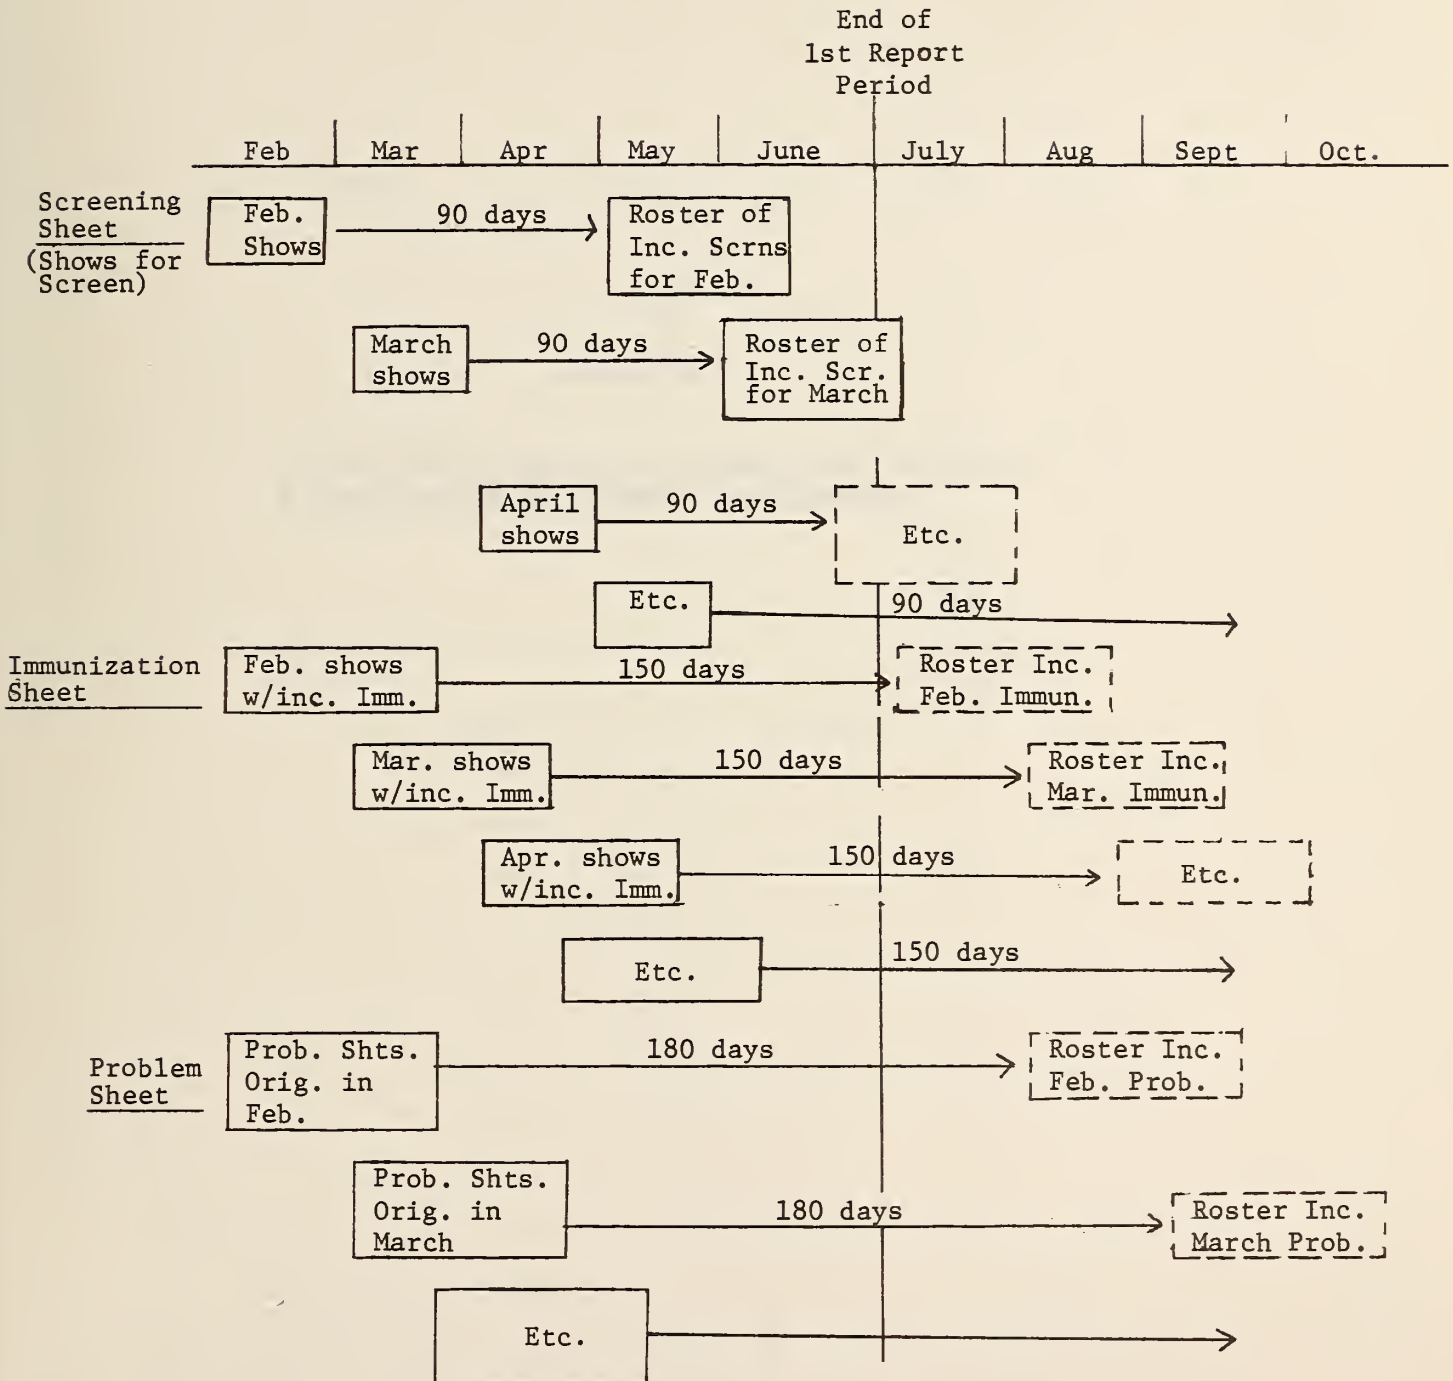 End of
1st Report
Period
Feb Mar Apr May June July Aug Sept Oct.
Screening
Sheet
(Shows for
Screen)
Feb.
Shows
90 days
Roster of
Inc. Scrns
for Feb.
March
shows
90 days
Roster of
Inc. Scr.
for March
April
shows
90 days
Etc.
Etc.
90 days
Immunization
Sheet
Feb. shows
w/inc. Imm.
150 days
Roster Inc.
Feb. Immun.
Mar. shows
w/inc. Imm.
150 days
Roster Inc.
Mar. Immun.
Apr. shows
w/inc. Imm.
150 days
Etc.
Etc.
150 days
Problem
Sheet
Prob. Shts.
Orig. in
Feb.
180 days
Roster Inc.
Feb. Prob.
Prob. Shts.
Orig. in
March
180 days
Roster Inc.
March Prob.
Etc.